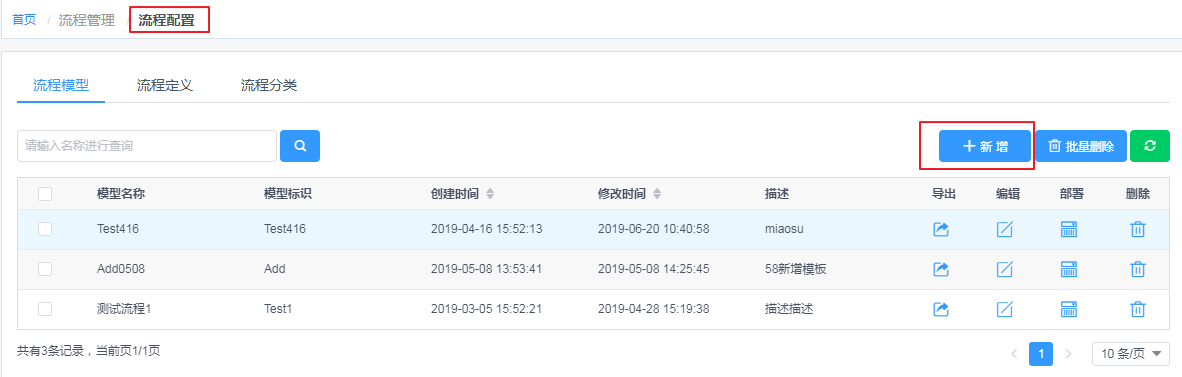 首页 / 流程管理 / 流程配置
流程模型 流程定义 流程分类
请输入名称进行查询 新 增 批量删除
模型名称 模型标识 创建时间 修改时间 描述 导出 编辑 部署 删除
Test416 Test416 2019-04-16 15:52:13 2019-06-20 10:40:58 miaosu
Add0508 Add 2019-05-08 13:53:41 2019-05-08 14:25:45 58新增模板
测试流程1 Test1 2019-03-05 15:52:21 2019-04-28 15:19:38 描述描述
共有3条记录，当前页1/1页 < 1 > 10 条/页